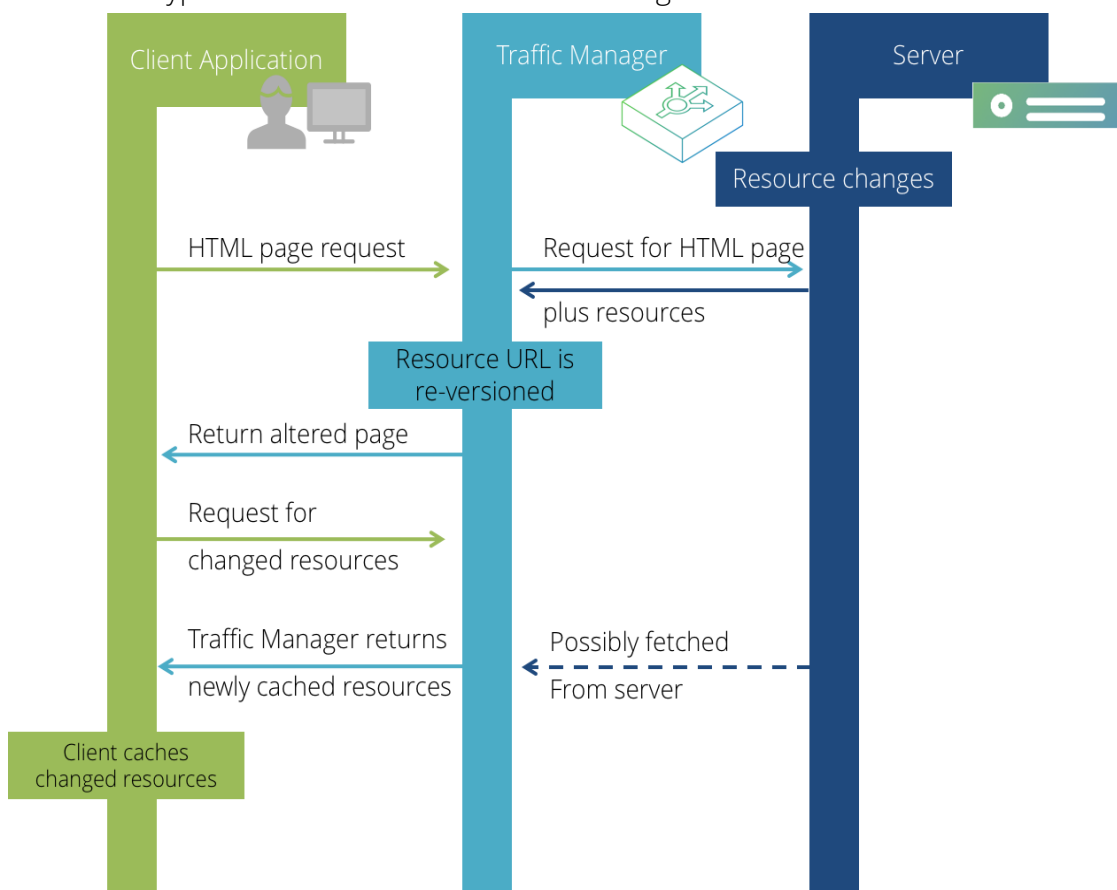 Client Application
Traffic Manager
Server
Resource changes
HTML page request
Request for HTML page
plus resources
Resource URL is
re-versioned
Return altered page
Request for
changed resources
Traffic Manager returns
newly cached resources
Possibly fetched
From server
Client caches
changed resources